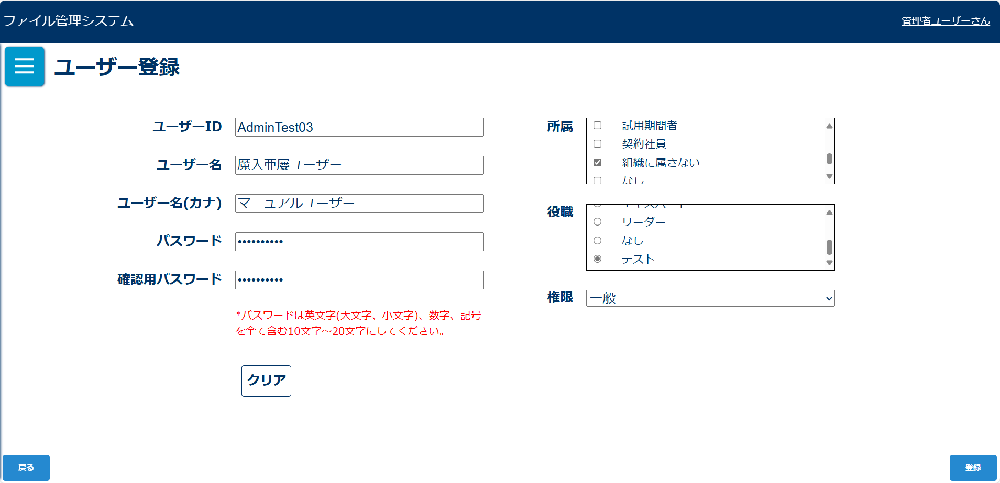 ファイル管理システム
管理者ユーザーさん
ユーザー登録
ユーザーID
AdminTest03
ユーザー名
魔入亜屡ユーザー
ユーザー名(カナ)
マニュアルユーザー
パスワード
••••••••••
確認用パスワード
••••••••••
*パスワードは英文字(大文字、小文字)、数字、記号
を全て含む10文字～20文字にしてください。
クリア
所属
試用期間者
契約社員
組織に属さない
なし
役職
エキスパート
リーダー
なし
テスト
権限
一般
戻る
登録